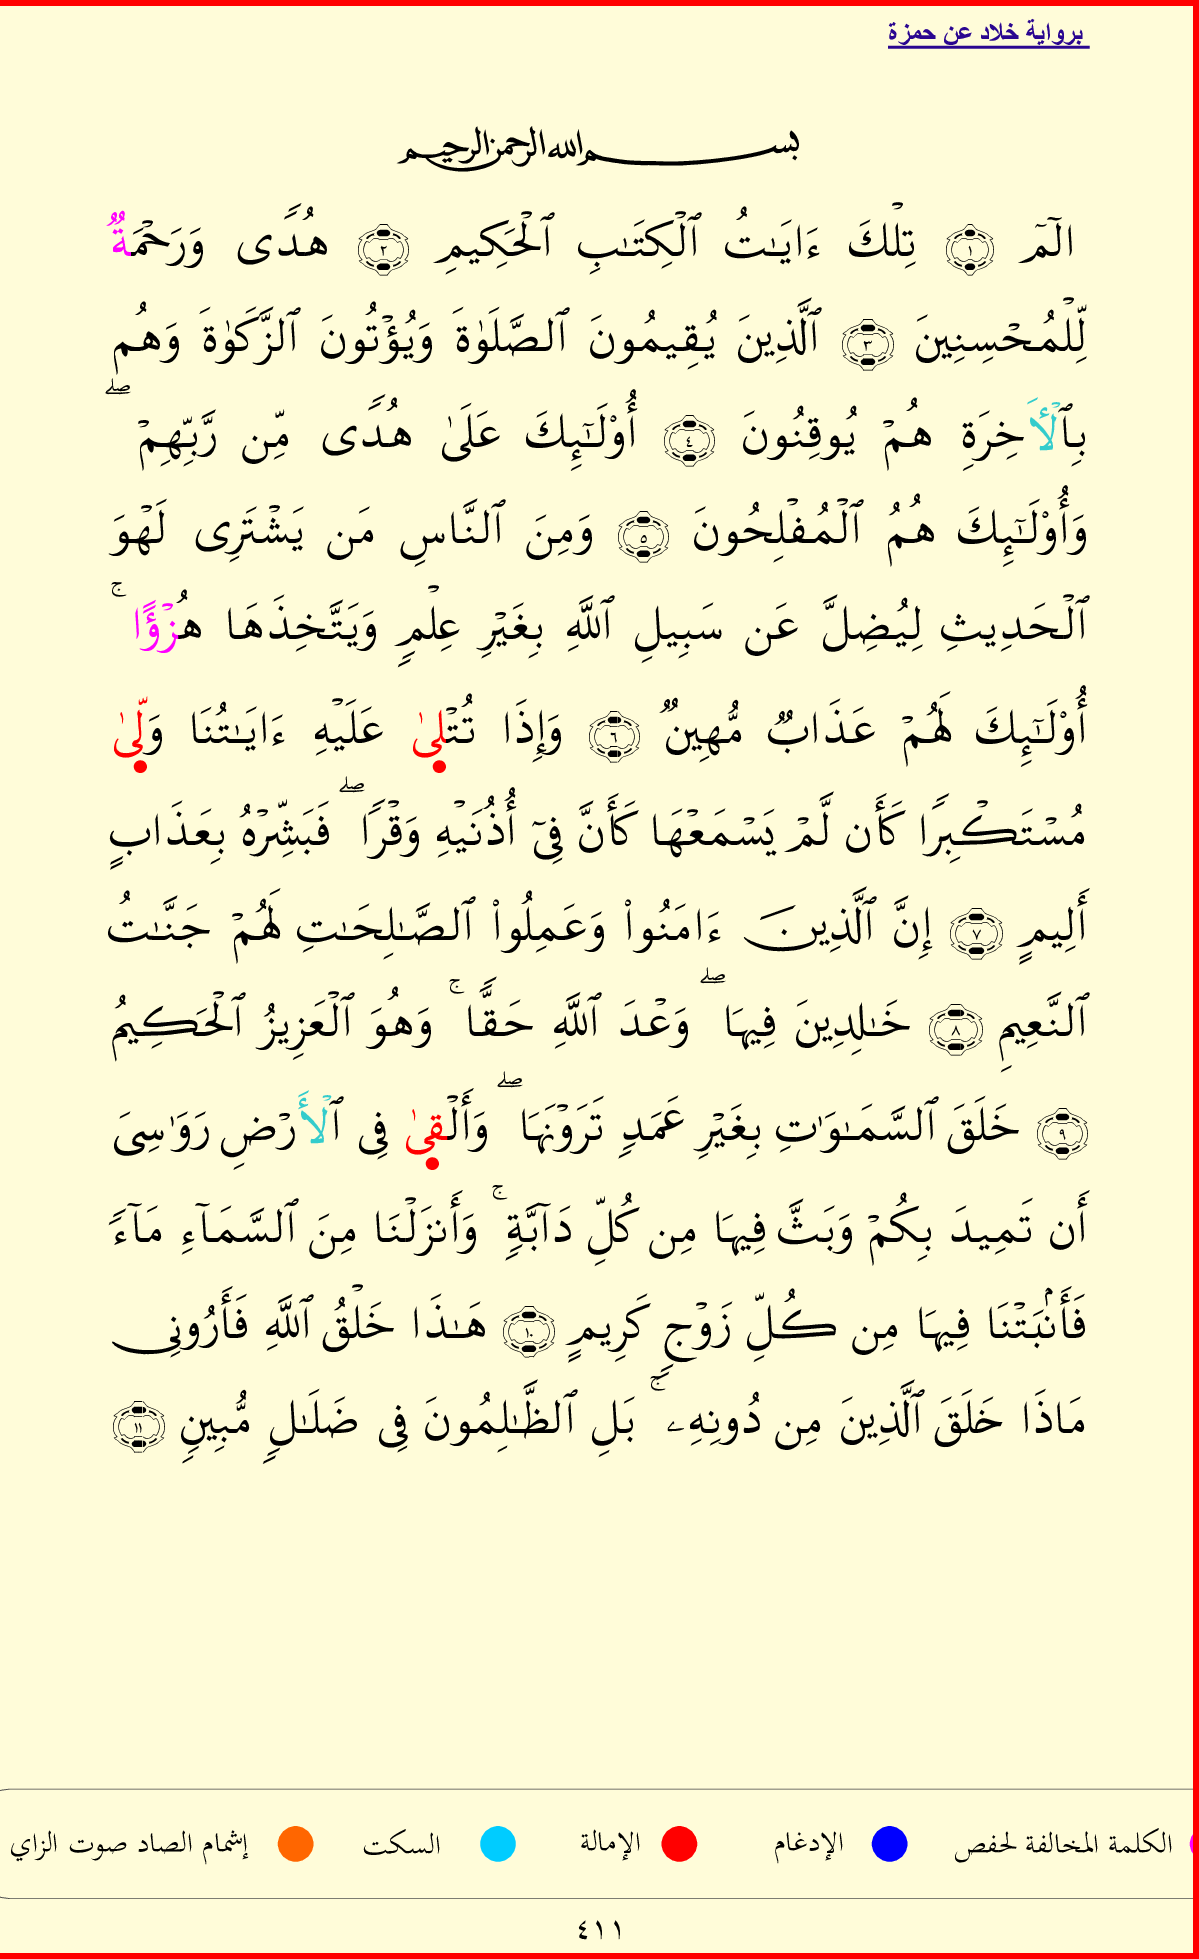 برواية خلاد عن حمزة
بسم الله الرحمن الرحيم
الٓمٓ ١ تِلۡكَ ءَايَٰتُ ٱلۡكِتَٰبِ ٱلۡحَكِيمِ ٢ هُدًى وَرَحۡمَةٌ
لِّلۡمُحۡسِنِينَ ٣ ٱلَّذِينَ يُقِيمُونَ ٱلصَّلَوٰةَ وَيُؤۡتُونَ ٱلزَّكَوٰةَ وَهُم
بِٱلۡأٓخِرَةِ هُمۡ يُوقِنُونَ ٤ أُوْلَٰٓئِكَ عَلَىٰ هُدًى مِّن رَّبِّهِمۡۖ
وَأُوْلَٰٓئِكَ هُمُ ٱلۡمُفۡلِحُونَ ٥ وَمِنَ ٱلنَّاسِ مَن يَشۡتَرِى لَهۡوَ
ٱلۡحَدِيثِ لِيُضِلَّ عَن سَبِيلِ ٱللَّهِ بِغَيۡرِ عِلۡمٍ وَيَتَّخِذَهَا هُزۡؤًاۚ
أُوْلَٰٓئِكَ لَهُمۡ عَذَابٌ مُّهِينٌ ٦ وَإِذَا تُتۡلىٰ عَلَيۡهِ ءَايَٰتُنَا وَلّىٰ
مُسۡتَكۡبِرًا كَأَن لَّمۡ يَسۡمَعۡهَا كَأَنَّ فِىٓ أُذُنَيۡهِ وَقۡرًاۖ فَبَشِّرۡهُ بِعَذَابٍ
أَلِيمٍ ٧ إِنَّ ٱلَّذِينَ ءَامَنُواْ وَعَمِلُواْ ٱلصَّٰلِحَٰتِ لَهُمۡ جَنَّٰتُ
ٱلنَّعِيمِ ٨ خَٰلِدِينَ فِيهَاۖ وَعۡدَ ٱللَّهِ حَقًّاۚ وَهُوَ ٱلۡعَزِيزُ ٱلۡحَكِيمُ
٩ خَلَقَ ٱلسَّمَٰوَٰتِ بِغَيۡرِ عَمَدٍ تَرَوۡنَهَاۖ وَأَلۡقىٰ فِى ٱلۡأَرۡضِ رَوَٰسِىَ
أَن تَمِيدَ بِكُمۡ وَبَثَّ فِيهَا مِن كُلِّ دَآبَّةٍۚ وَأَنزَلۡنَا مِنَ ٱلسَّمَآءِ مَآءً
فَأَنۢبَتۡنَا فِيهَا مِن كُلِّ زَوۡجٍ كَرِيمٍ ١٠ هَٰذَا خَلۡقُ ٱللَّهِ فَأَرُونِى
مَاذَا خَلَقَ ٱلَّذِينَ مِن دُونِهِۦۚ بَلِ ٱلظَّٰلِمُونَ فِى ضَلَٰلٍ مُّبِينٍ ١١
الكلمة المخالفة لحفص الإدغام الإمالة السكت إشمام الصاد صوت الزاي
٤١١